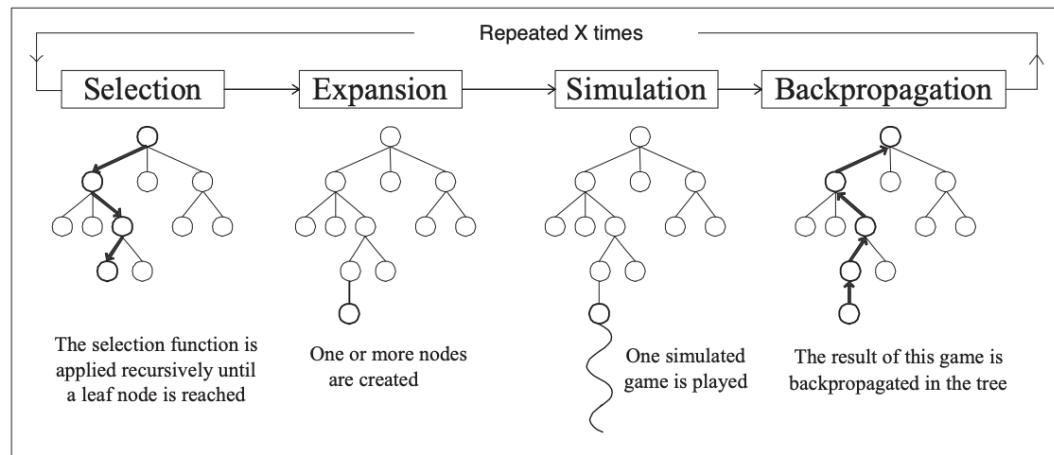 Repeated X times
Selection
Expansion
Simulation
Backpropagation
The selection function is
applied recursively until
a leaf node is reached
One or more nodes
are created
One simulated
game is played
The result of this game is
backpropagated in the tree